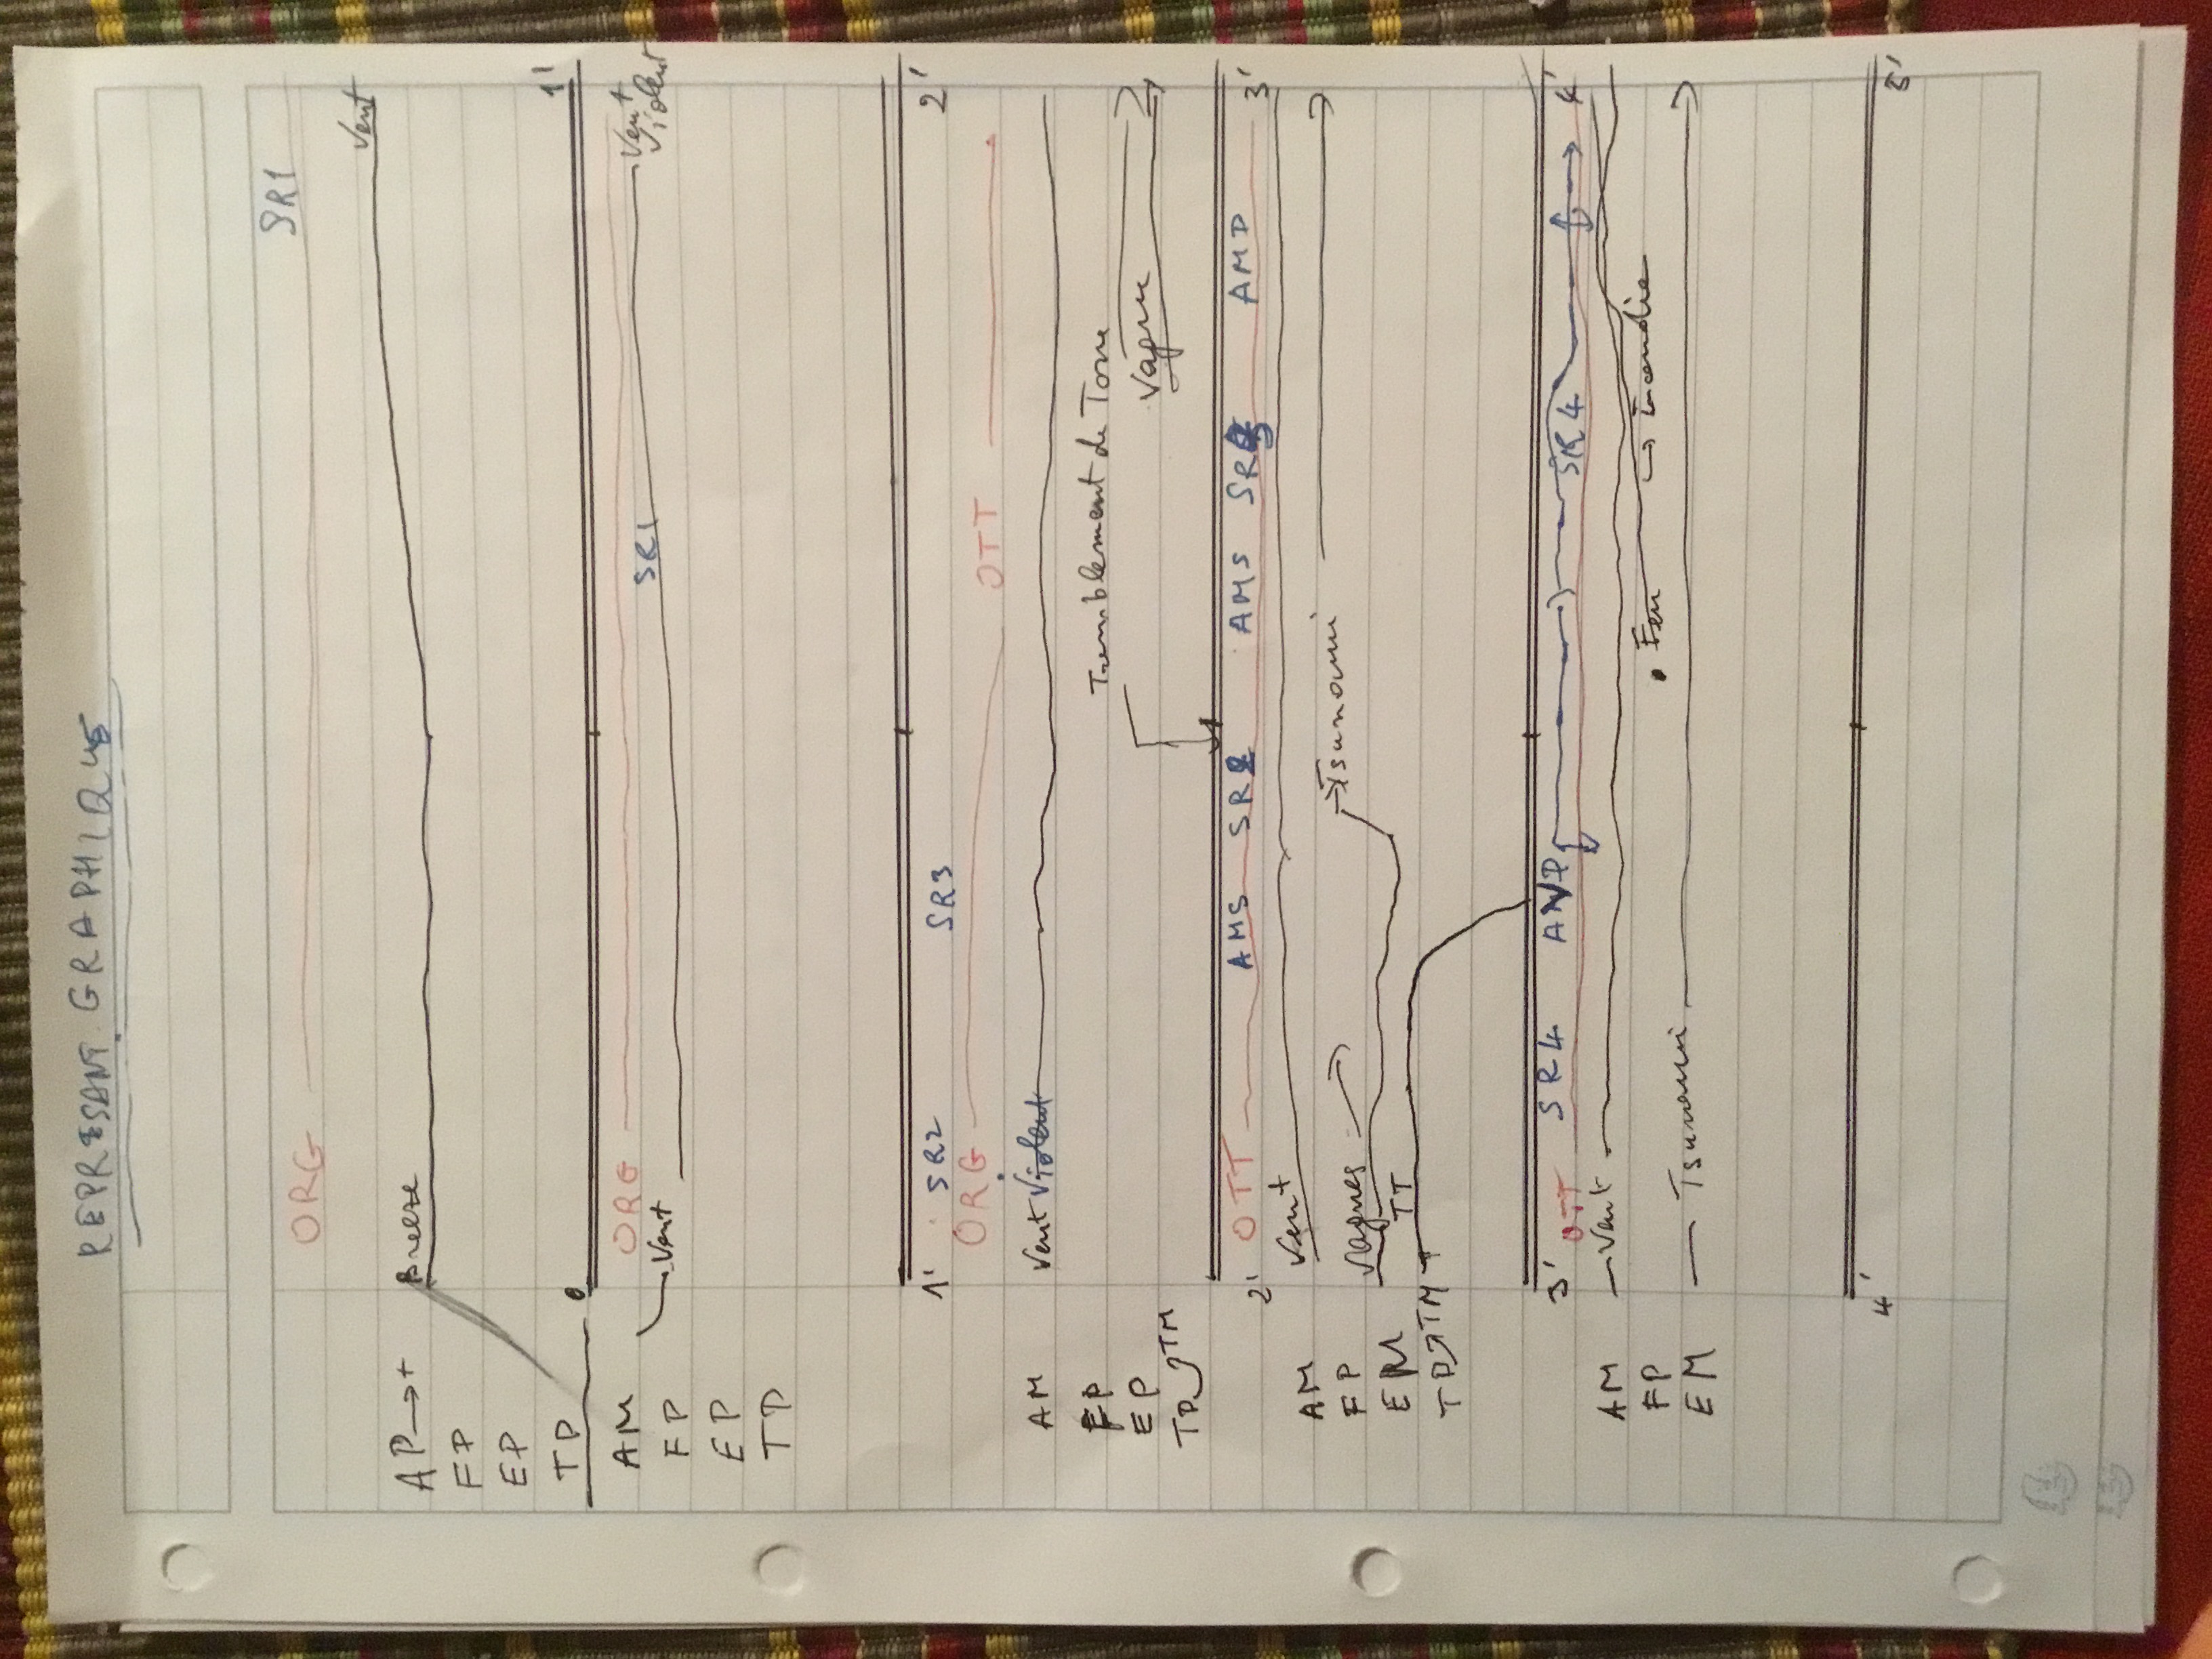 REPRESANT. GRAPHIQUE
ORG SR1
Vent
AP→+ Breeze
FP
EP
TP
0 1'
AM ORG SR1 Vent Violent
FP Vent
EP
TP
1' SR2 SR3 2'
ORG OTT
AM Vent Violent
FP Tremblement de Terre
EP Vague
TP TM
2' OTT AMS SR2 AMS SR3 AMD 3'
AM Vent
FP Vagues → Tsunami
EM TT
TP↗TM
3' OTT SR4 AMD SR4 4'
AM Vent
FP Feu → Incendie
EM Tsunami
4' 5'